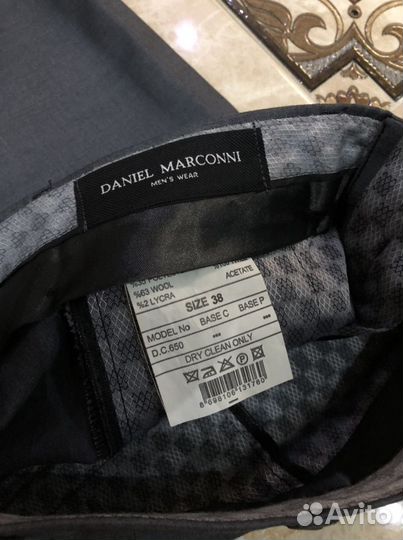 DANIEL MARCONNI
MEN'S WEAR
%63 WOOL ACETATE
%2 LYCRA
SIZE 38
MODEL No BASE C BASE P
D.C.650 *** ***
DRY CLEAN ONLY
8698106131760
Avito